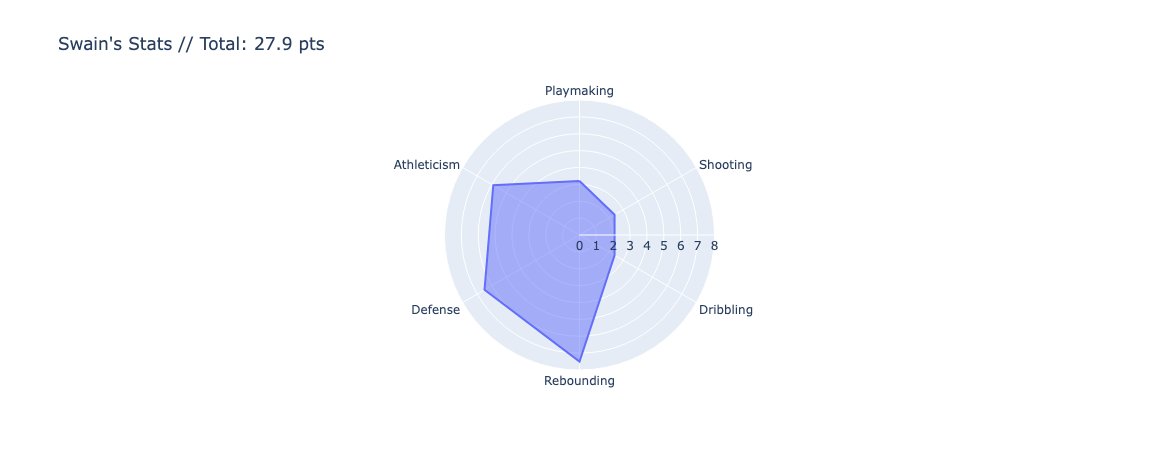 Swain's Stats // Total: 27.9 pts
Playmaking
Athleticism
Shooting
0 1 2 3 4 5 6 7 8
Defense
Dribbling
Rebounding